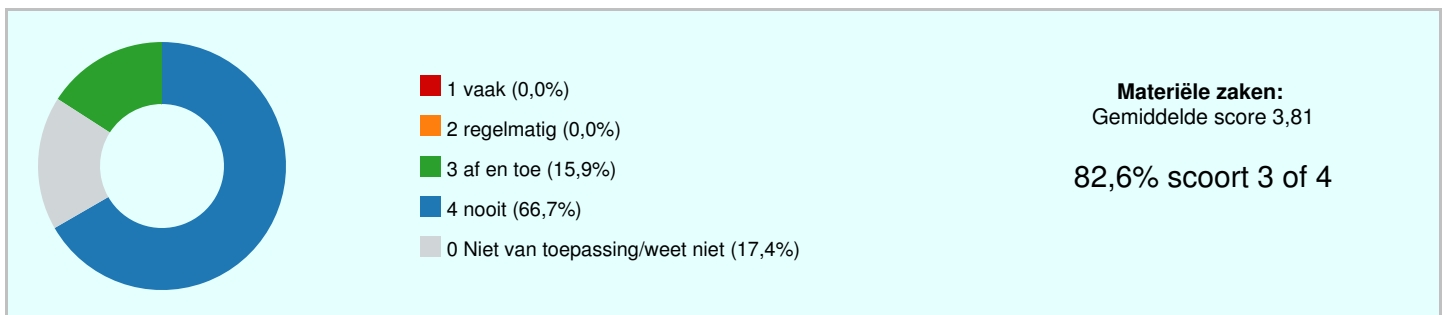 1 vaak (0,0%)
2 regelmatig (0,0%)
3 af en toe (15,9%)
4 nooit (66,7%)
0 Niet van toepassing/weet niet (17,4%)
Materiële zaken:
Gemiddelde score 3,81
82,6% scoort 3 of 4